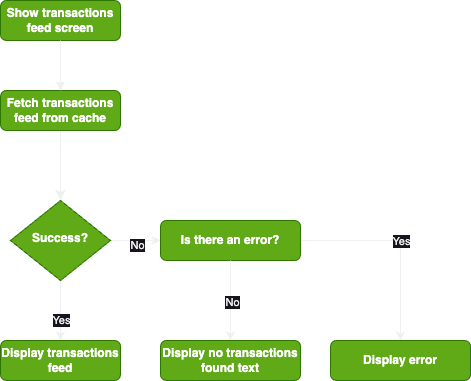 Show transactions
feed screen
Fetch transactions
feed from cache
Success?
No
Is there an error?
Yes
Yes
No
Display transactions
feed
Display no transactions
found text
Display error